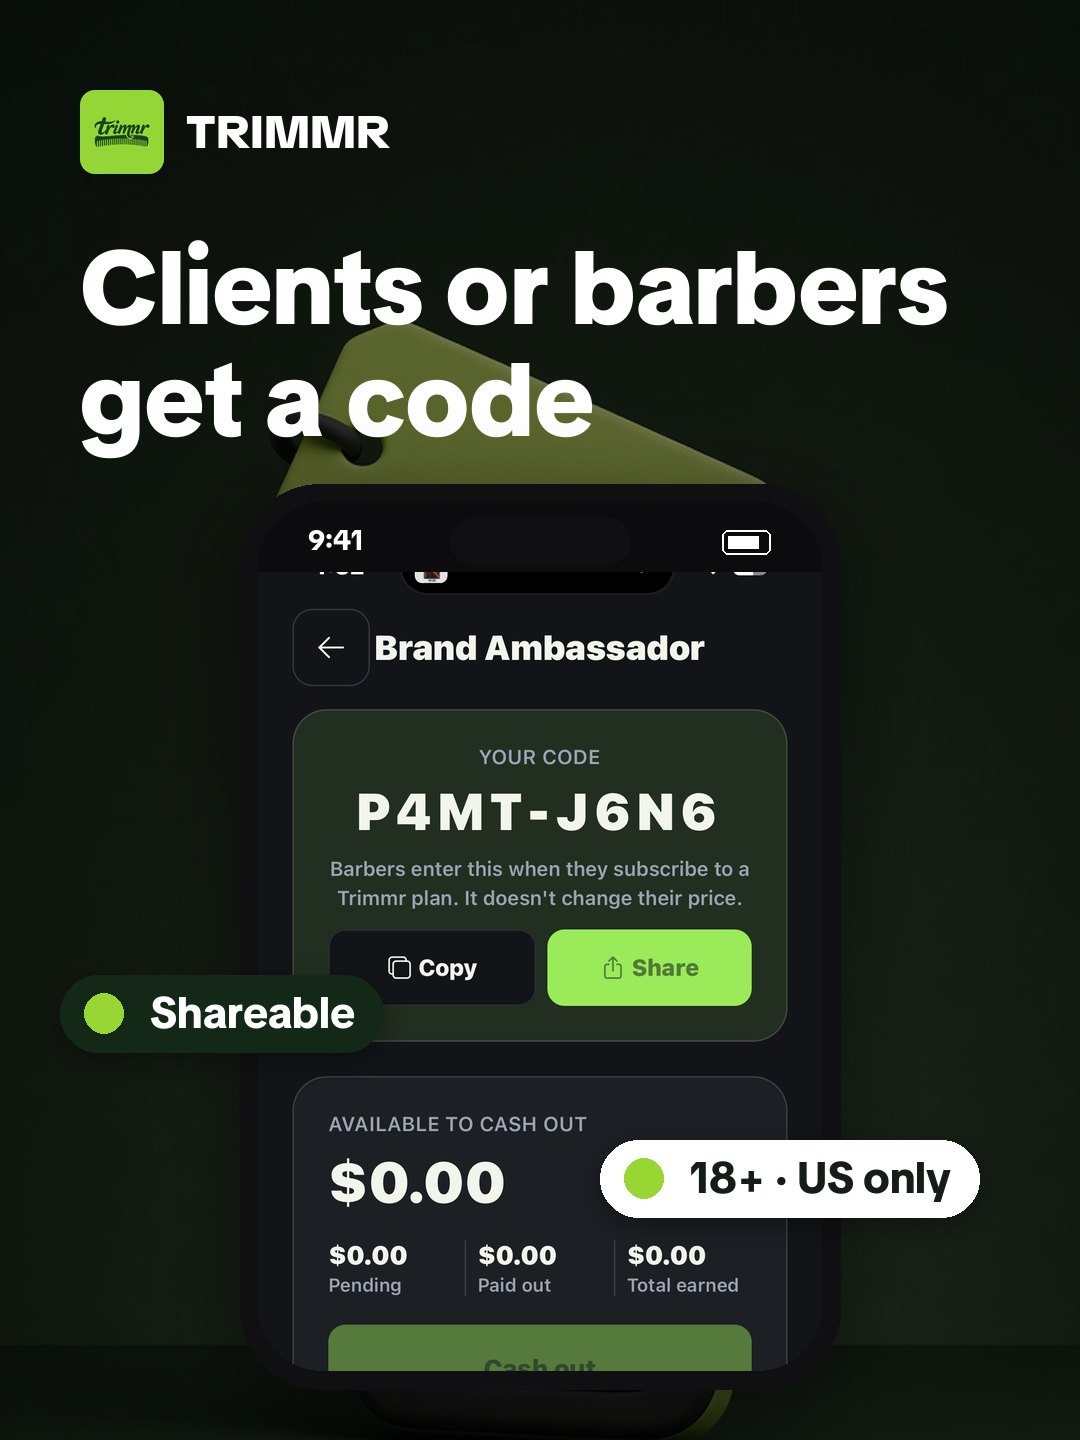 trimmr
TRIMMR
Clients or barbers
get a code
9:41
Brand Ambassador
YOUR CODE
P4MT-J6N6
Barbers enter this when they subscribe to a
Trimmr plan. It doesn't change their price.
Copy
Share
Shareable
AVAILABLE TO CASH OUT
$0.00
18+ · US only
$0.00
$0.00
$0.00
Pending
Paid out
Total earned
Cash out